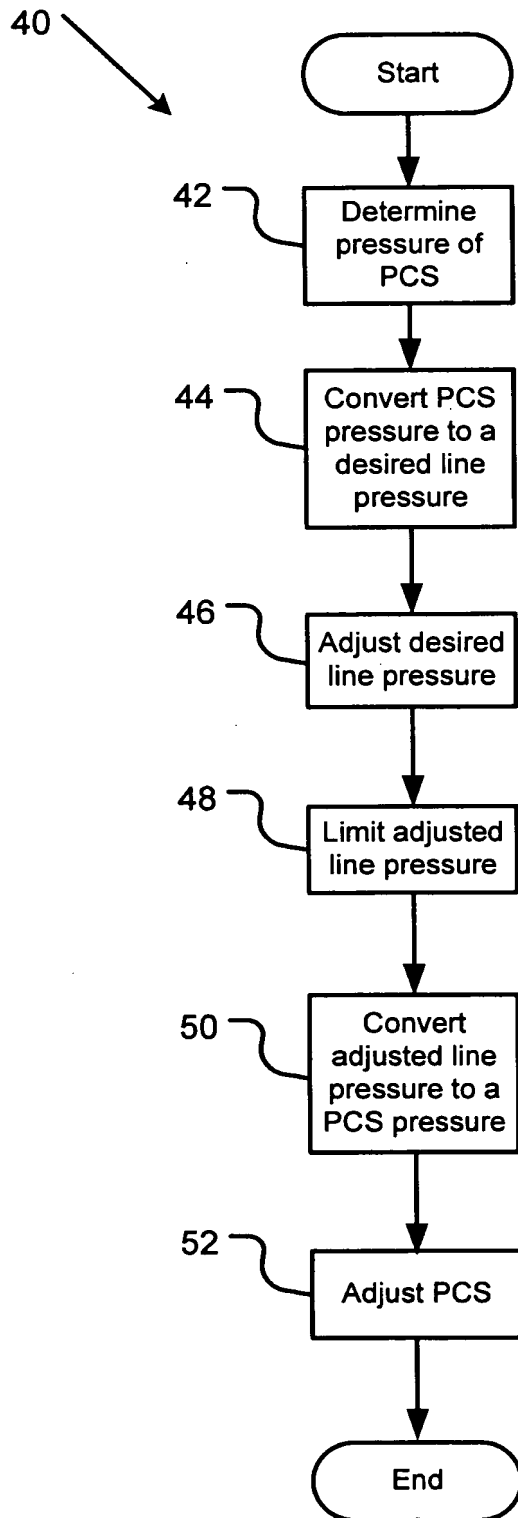 40
Start
42
Determine
pressure of
PCS
44
Convert PCS
pressure to a
desired line
pressure
46
Adjust desired
line pressure
48
Limit adjusted
line pressure
50
Convert
adjusted line
pressure to a
PCS pressure
52
Adjust PCS
End